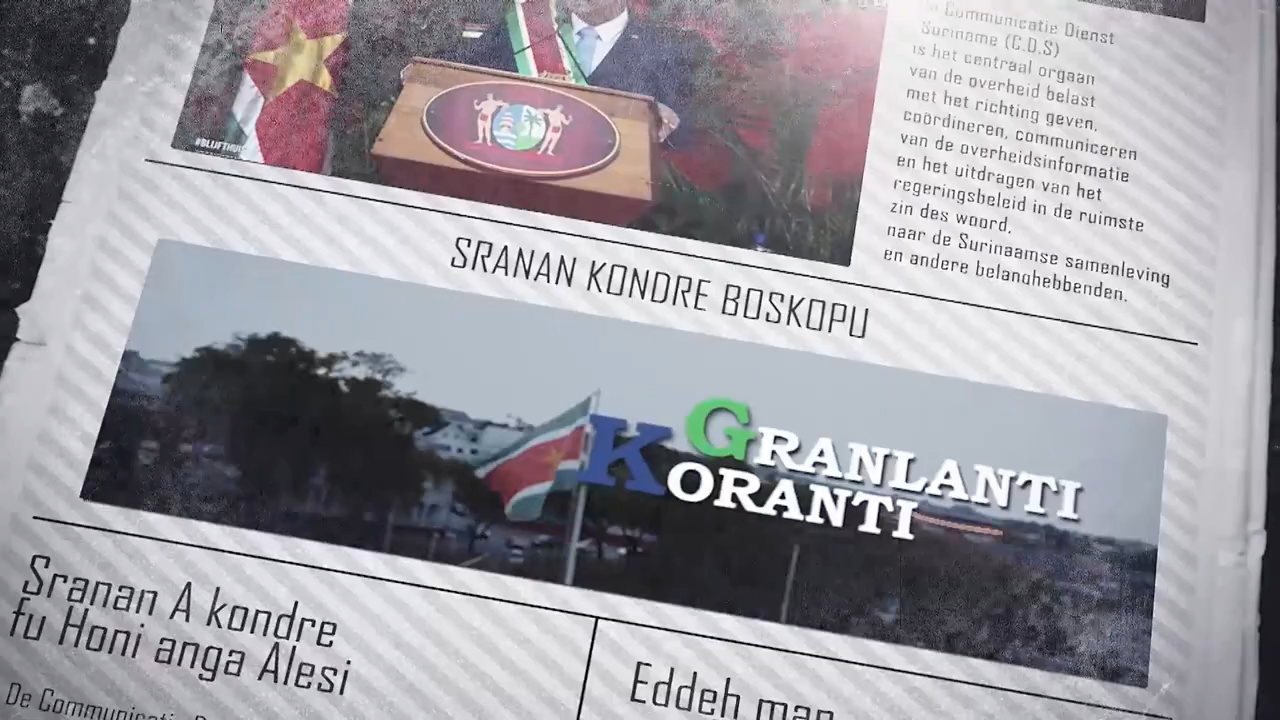 Communicatie Dienst
Suriname (C.D.S)
is het centraal orgaan
van de overheid belast
met het richting geven,
coördineren, communiceren
van de overheidsinformatie
en het uitdragen van het
regeringsbeleid in de ruimste
zin des woord.
naar de Surinaamse samenleving
en andere belanghebbenden.
SRANAN KONDRE BOSKOPU
GRANLANTI
KORANTI
Sranan A kondre
fu Honi anga Alesi
Eddeh man
De